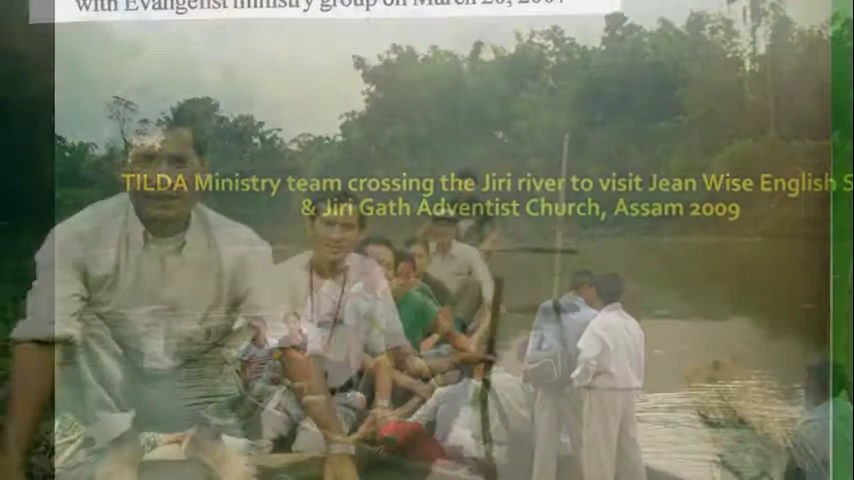 with Evangelist ministry group on March 20,
TILDA Ministry team crossing the Jiri river to visit Jean Wise English S
& Jiri Gath Adventist Church, Assam 2009